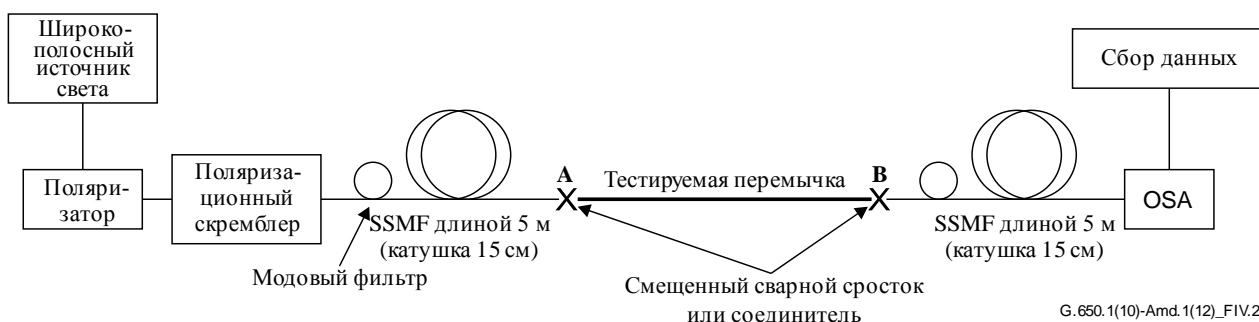 Широко-
полосный
источник
света
Сбор данных
Поляри-
затор
Поляриза-
ционный
скремблер
A
Тестируемая перемычка
B
OSA
SSMF длиной 5 м
(катушка 15 см)
SSMF длиной 5 м
(катушка 15 см)
Модовый фильтр
Смещенный сварной сросток
или соединитель
G.650.1(10)-Amd.1(12)_FIV.2